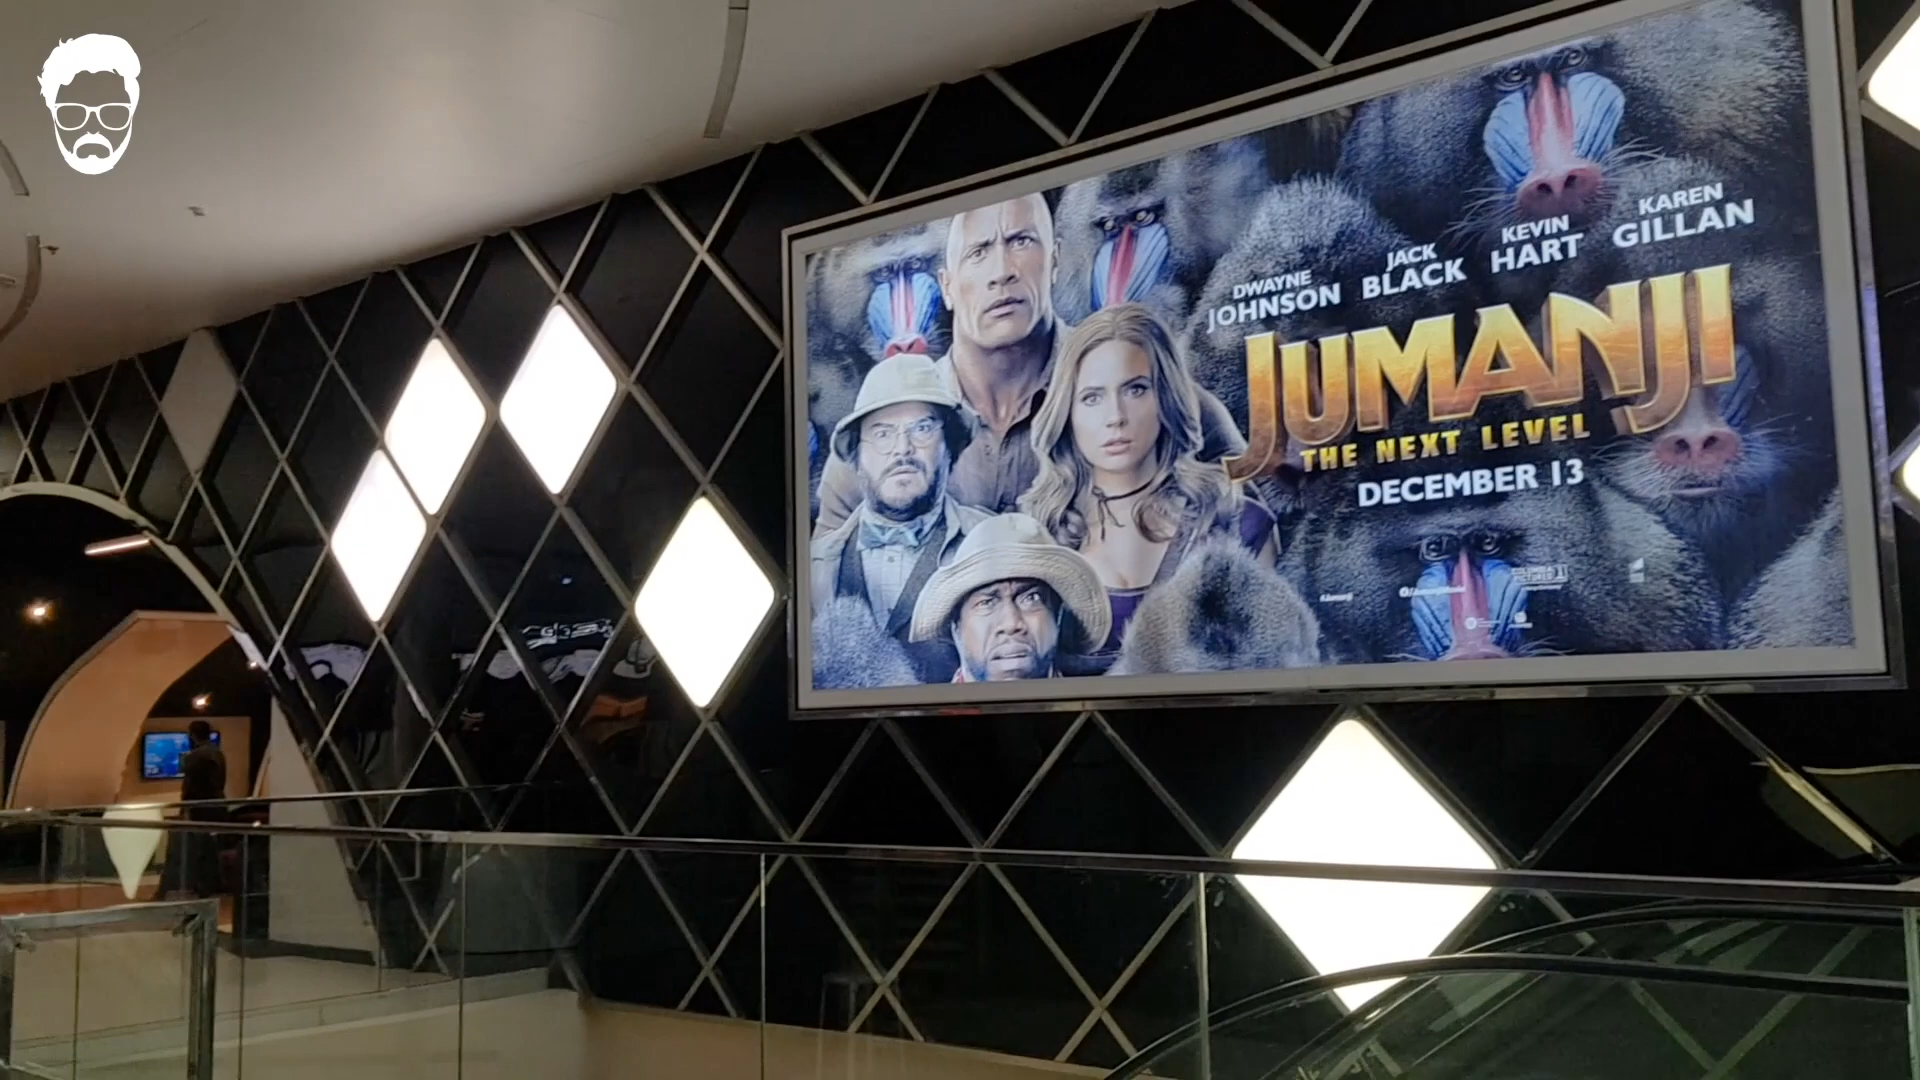 DWAYNE
JOHNSON
JACK
BLACK
KEVIN
HART
KAREN
GILLAN
JUMANJI
THE NEXT LEVEL
DECEMBER 13